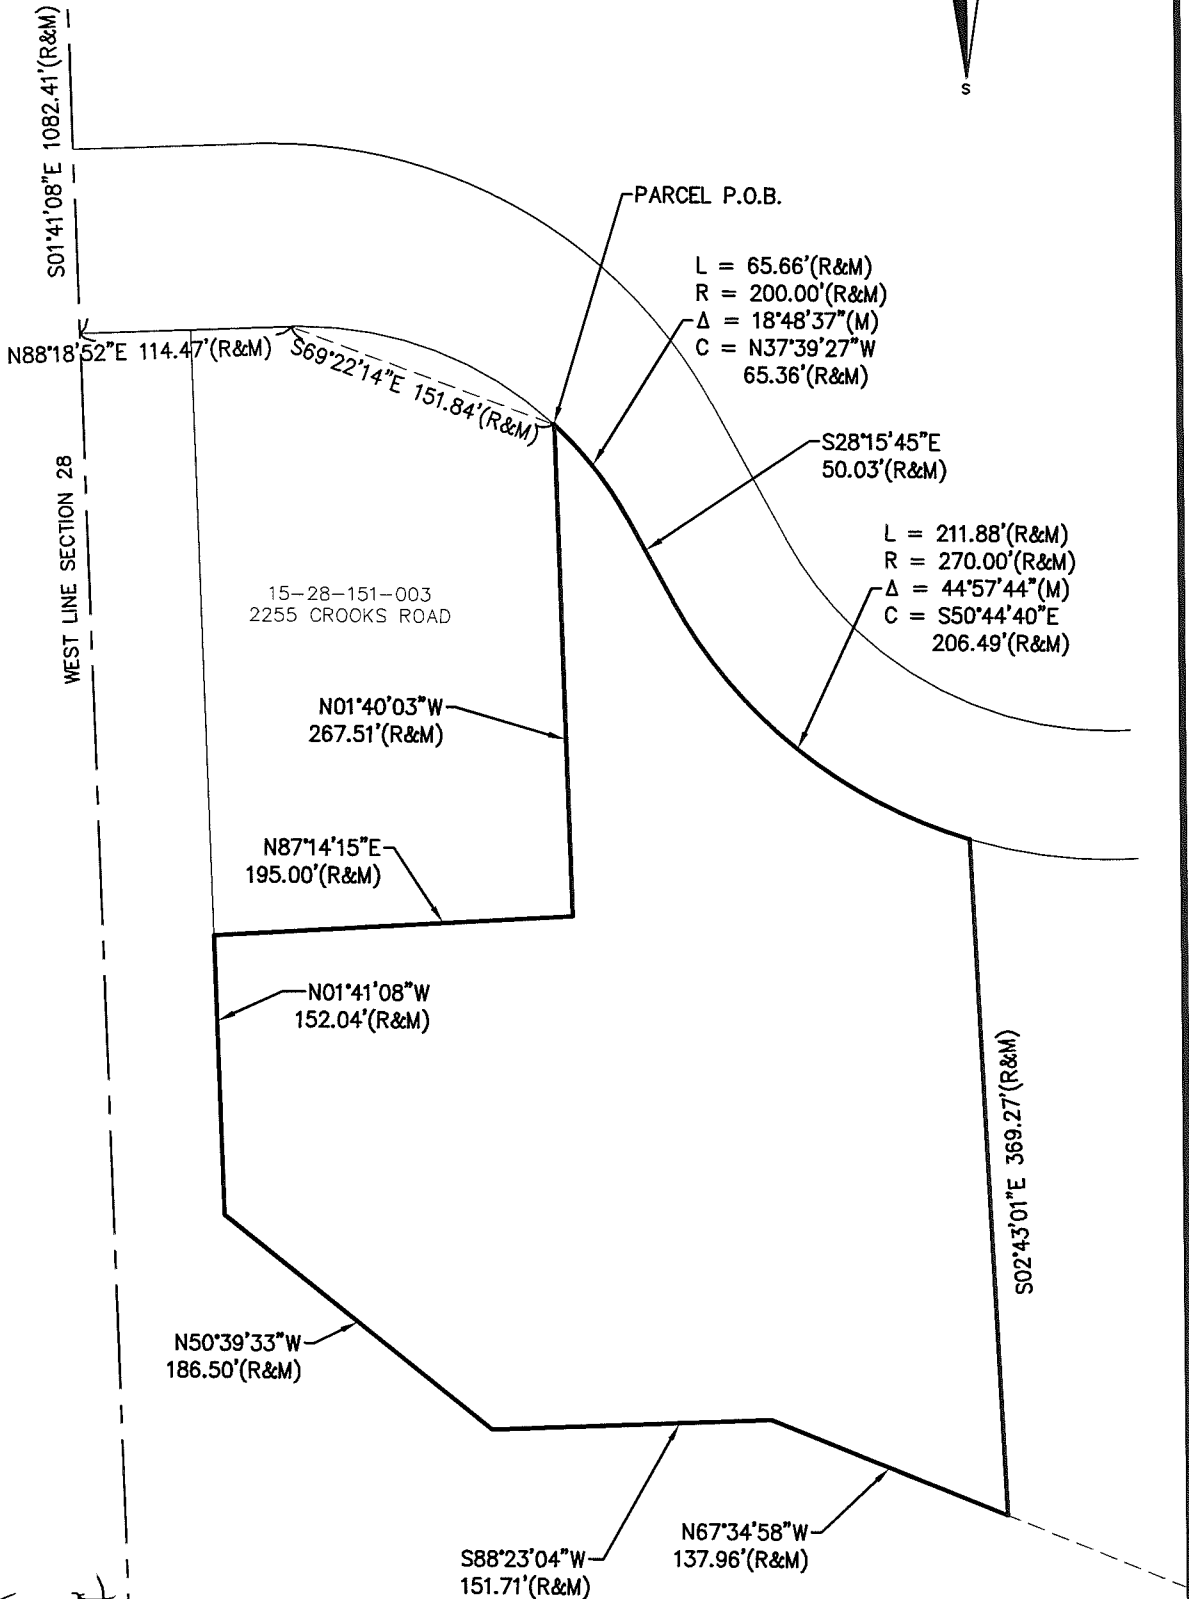 S01°41'08"E 1082.41'(R&M)
S
PARCEL P.O.B.
L = 65.66'(R&M)
R = 200.00'(R&M)
Δ = 18°48'37"(M)
C = N37°39'27"W
65.36'(R&M)
N88°18'52"E 114.47'(R&M)
S69°22'14"E 151.84'(R&M)
S28°15'45"E
50.03'(R&M)
WEST LINE SECTION 28
L = 211.88'(R&M)
R = 270.00'(R&M)
Δ = 44°57'44"(M)
C = S50°44'40"E
206.49'(R&M)
15-28-151-003
2255 CROOKS ROAD
N01°40'03"W
267.51'(R&M)
N87°14'15"E
195.00'(R&M)
N01°41'08"W
152.04'(R&M)
S02°43'01"E 369.27'(R&M)
N50°39'33"W
186.50'(R&M)
N67°34'58"W
137.96'(R&M)
S88°23'04"W
151.71'(R&M)